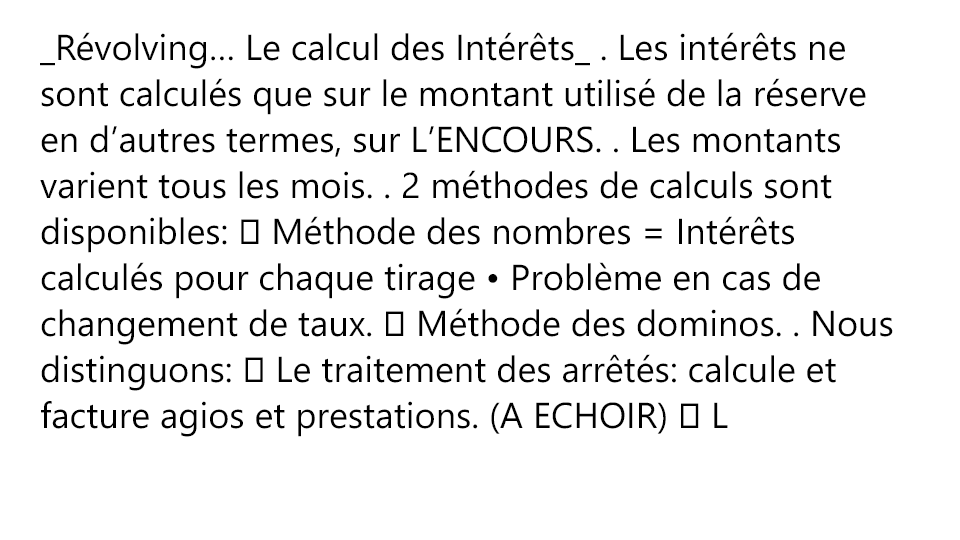 _Révolving... Le calcul des Intérêts_ . Les intérêts ne
sont calculés que sur le montant utilisé de la réserve
en d’autres termes, sur L’ENCOURS. . Les montants
varient tous les mois. . 2 méthodes de calculs sont
disponibles: ▯ Méthode des nombres = Intérêts
calculés pour chaque tirage • Problème en cas de
changement de taux. ▯ Méthode des dominos. . Nous
distinguons: ▯ Le traitement des arrêtés: calcule et
facture agios et prestations. (A ECHOIR) ▯ L